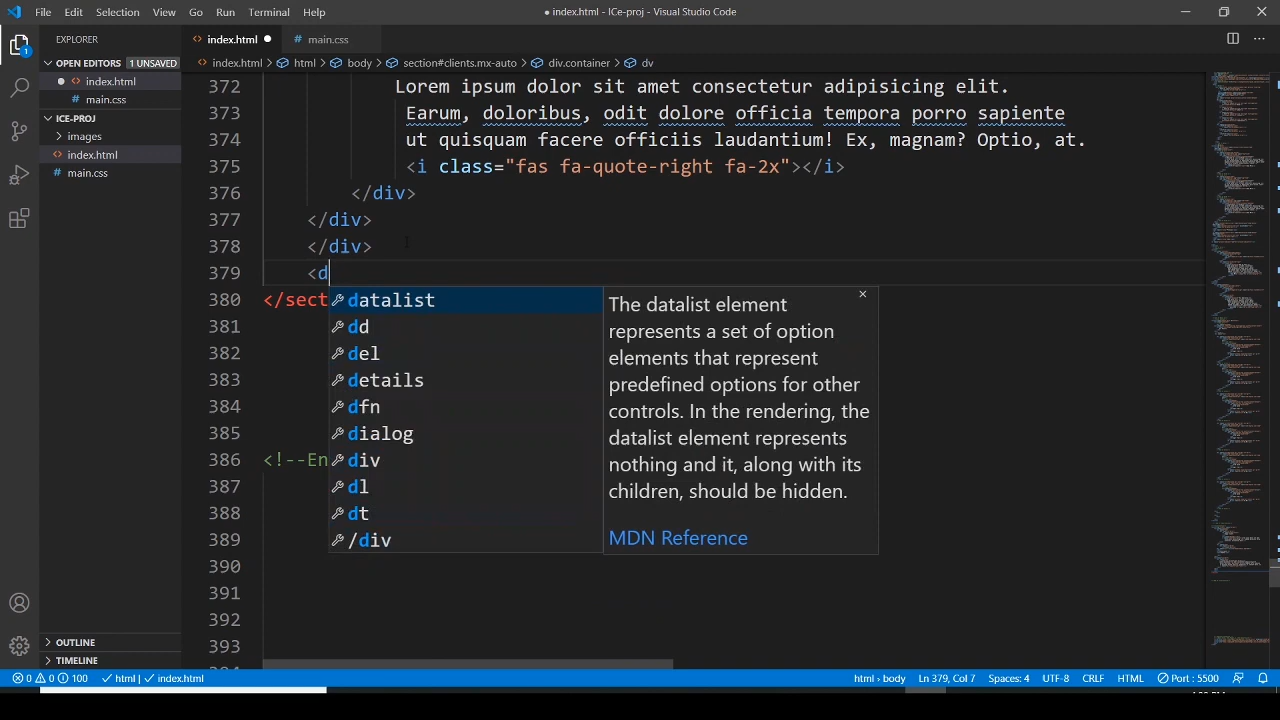 File Edit Selection View Go Run Terminal Help
● index.html - ICe-proj - Visual Studio Code
EXPLORER
index.html ●
main.css
OPEN EDITORS 1 UNSAVED
index.html > html > body > section#clients.mx-auto > div.container > dv
● index.html
main.css
ICE-PROJ
images
index.html
main.css
372 Lorem ipsum dolor sit amet consectetur adipisicing elit.
373 Earum, doloribus, odio dolore officia tempora porro sapiente
374 ut quisquam facere officiis laudantium! Ex, magnam? Optio, at.
375 <i class="fas fa-quote-right fa-2x"></i>
376 </div>
377 </div>
378 </div>
379 <d
380 </sect
381
382
383
384
385
386 <!--En
387
388
389
390
391
392
393
datalist
dd
del
details
dfn
dialog
div
dl
dt
/div
The datalist element
represents a set of option
elements that represent
predefined options for other
controls. In the rendering, the
datalist element represents
nothing and it, along with its
children, should be hidden.
MDN Reference
1
OUTLINE
TIMELINE
0 0 100 html | index.html
html > body Ln 379, Col 7 Spaces: 4 UTF-8 CRLF HTML Port : 5500